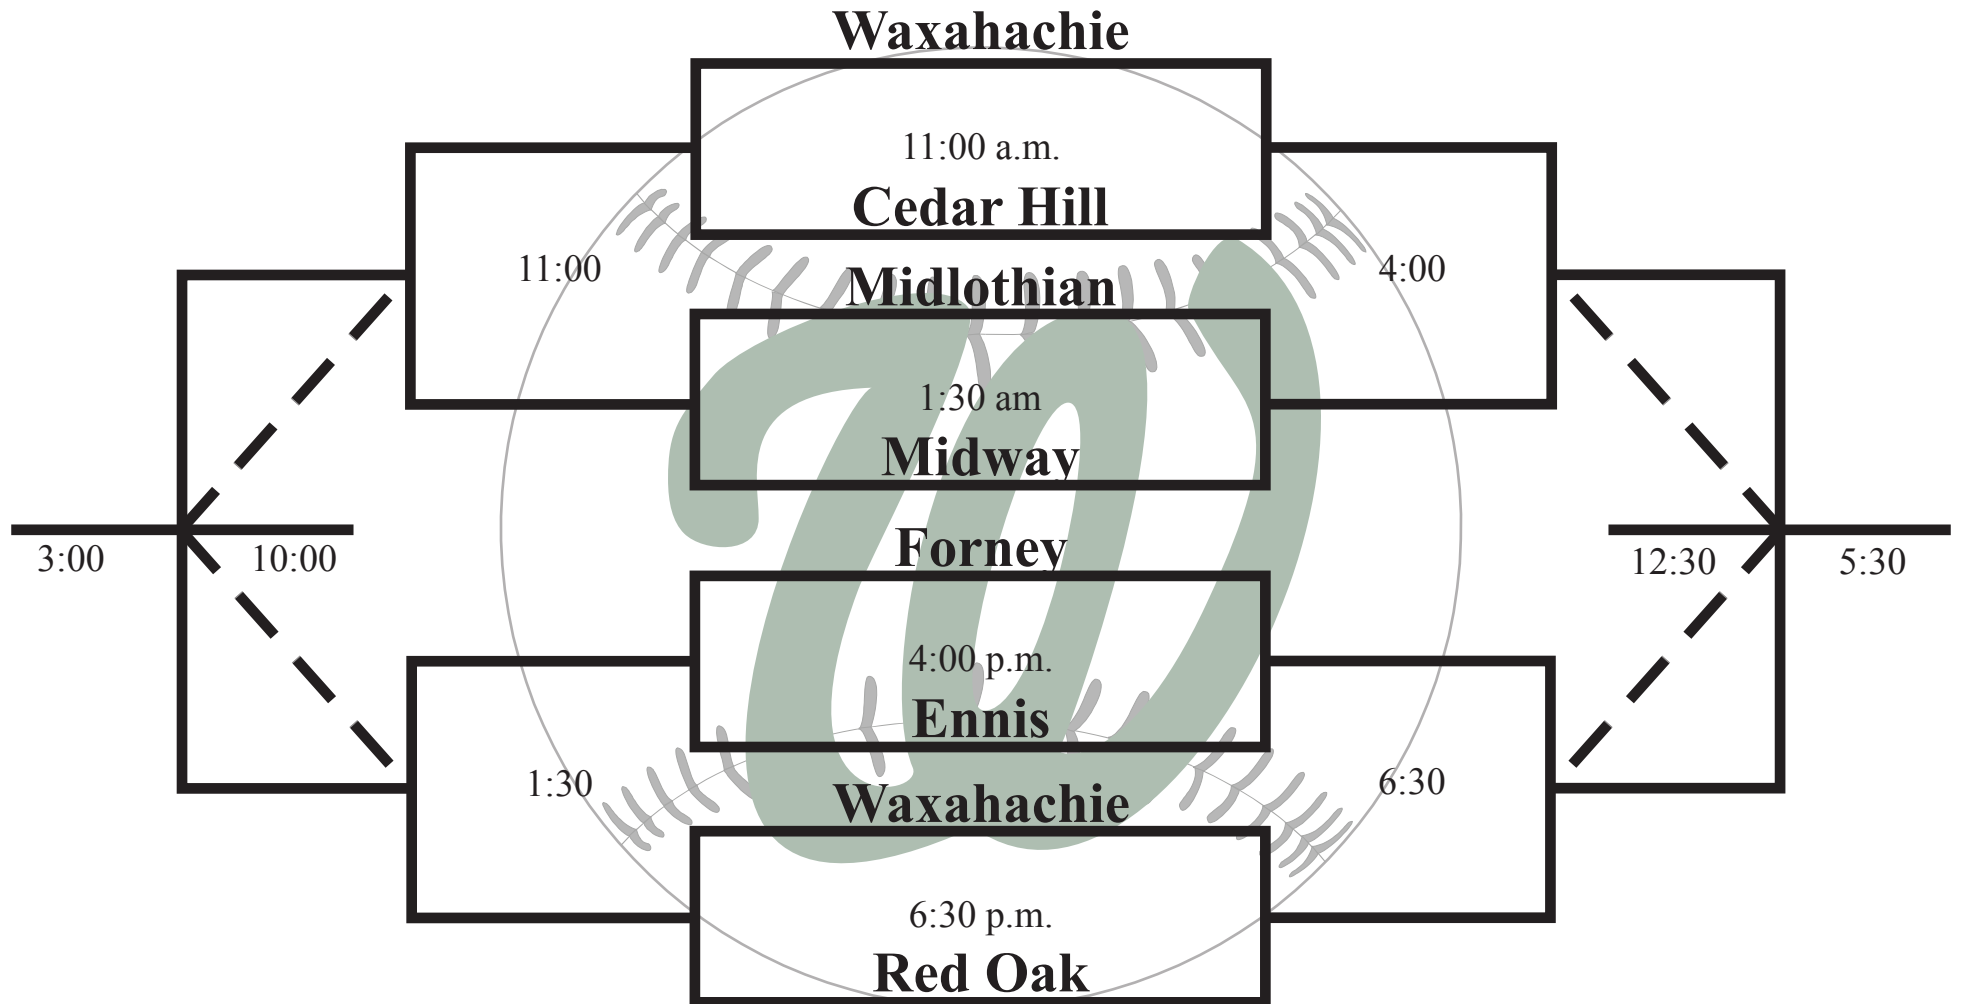 Waxahachie
11:00 a.m.
Cedar Hill
11:00
4:00
Midlothian
1:30 am
Midway
Forney
3:00
10:00
12:30
5:30
4:00 p.m.
Ennis
1:30
6:30
Waxahachie
6:30 p.m.
Red Oak